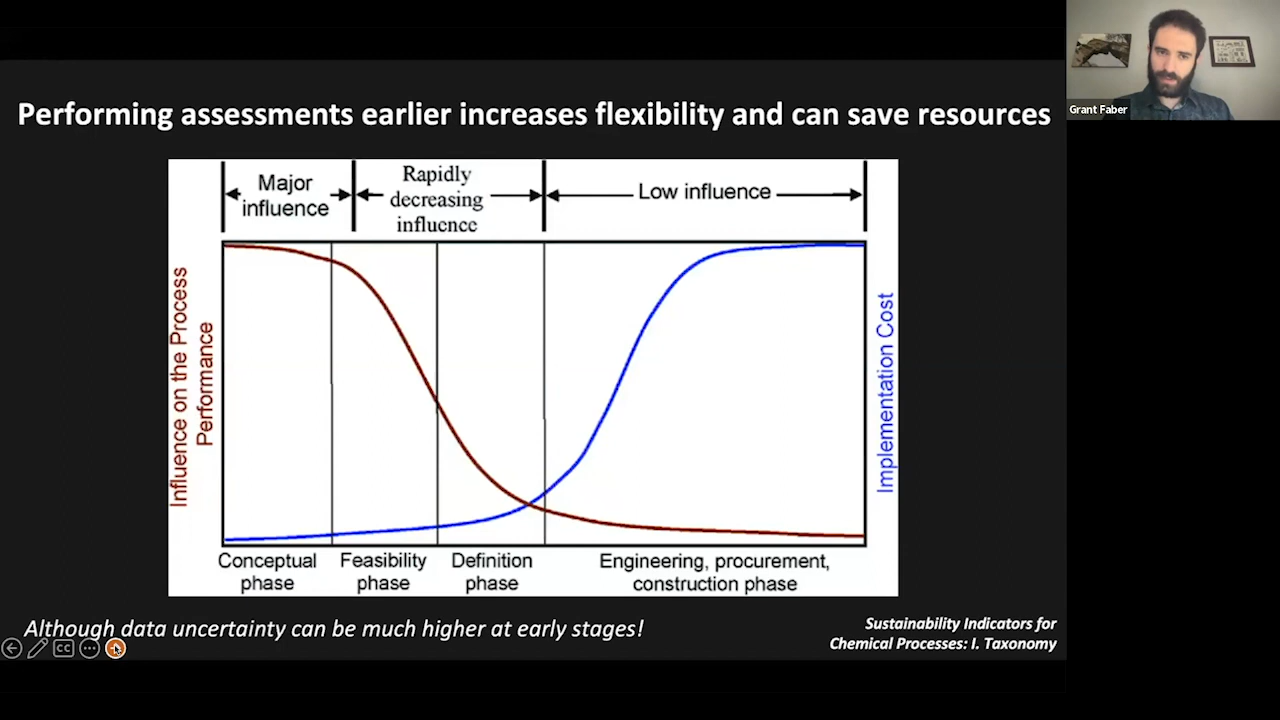 Grant Faber
Performing assessments earlier increases flexibility and can save resources
Major
influence
Rapidly
decreasing
influence
Low influence
Influence on the Process
Performance
Implementation Cost
Conceptual
phase
Feasibility
phase
Definition
phase
Engineering, procurement,
construction phase
Although data uncertainty can be much higher at early stages!
Sustainability Indicators for
Chemical Processes: I. Taxonomy
CC